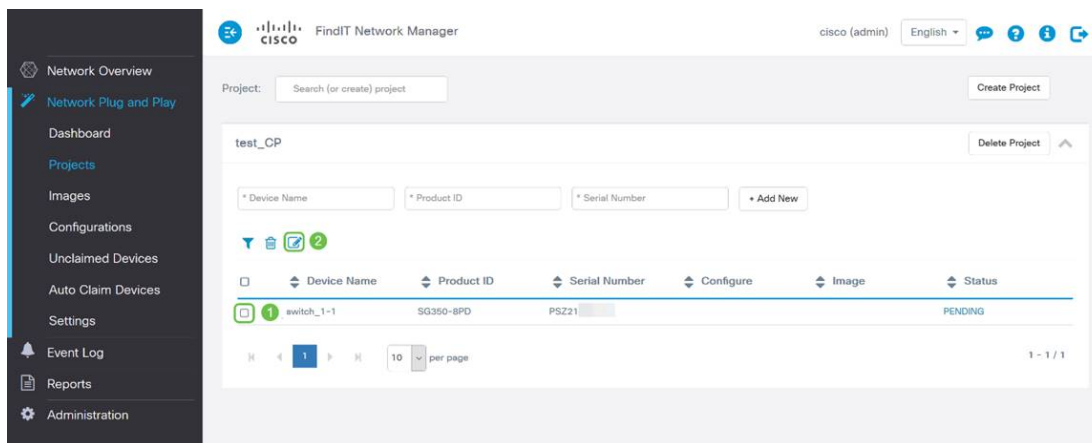 CISCO FindIT Network Manager
cisco (admin) English
Network Overview
Network Plug and Play
Dashboard
Projects
Images
Configurations
Unclaimed Devices
Auto Claim Devices
Settings
Event Log
Reports
Administration
Project: Search (or create) project Create Project
test_CP Delete Project
* Device Name * Product ID * Serial Number + Add New
2
Device Name Product ID Serial Number Configure Image Status
1 switch_1-1 SG350-8PD PSZ21 PENDING
1 10 per page 1 - 1 / 1